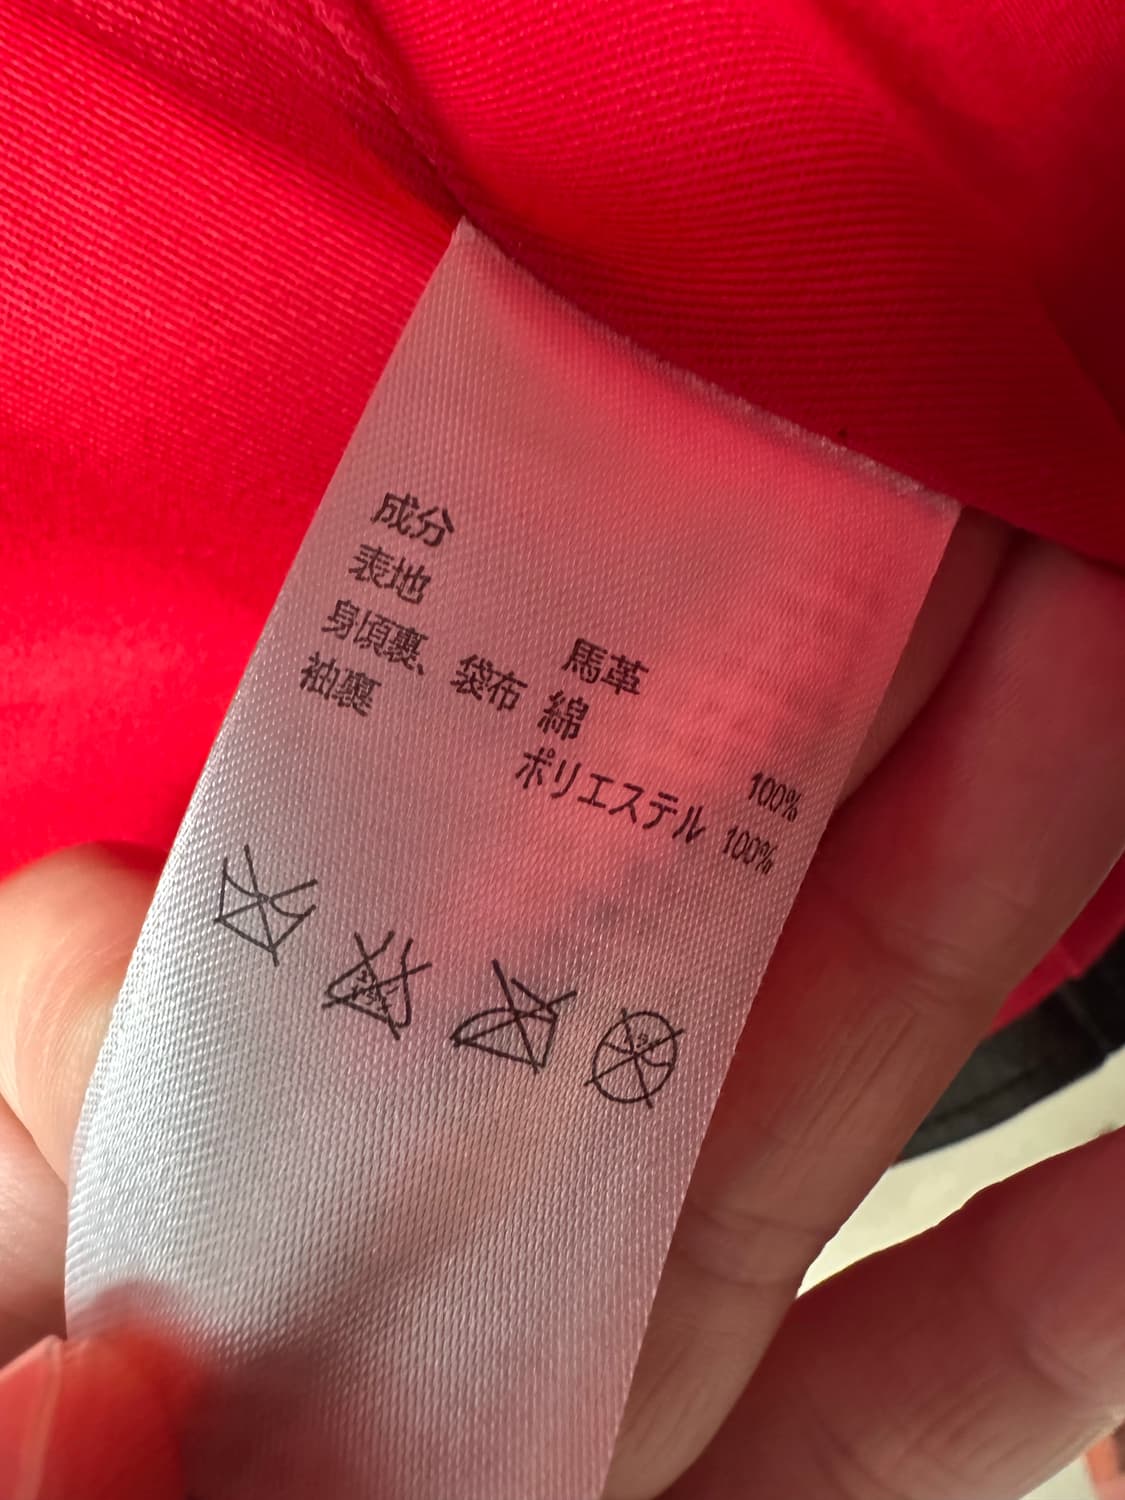 成分
表地 馬革
身頃裏、袋布 綿 100%
袖裏 ポリエステル 100%